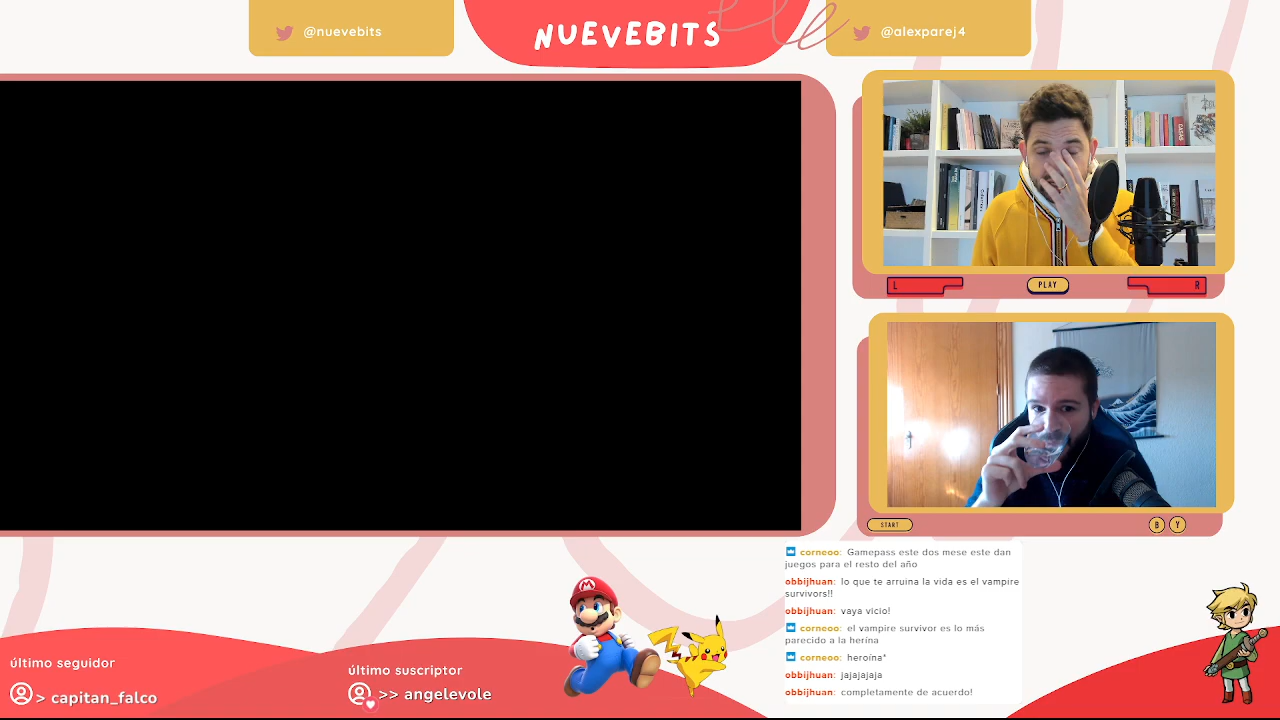 @nuevebits
NUEVEBITS
@alexparej4
L
PLAY
R
START
B
Y
corneoo: Gamepass este dos mese este dan
juegos para el resto del año
obbijhuan: lo que te arruina la vida es el vampire
survivors!!
obbijhuan: vaya vicio!
corneoo: el vampire survivor es lo más
parecido a la herína
corneoo: heroína*
obbijhuan: jajajajaja
obbijhuan: completamente de acuerdo!
último seguidor
> capitan_falco
último suscriptor
>> angelevole